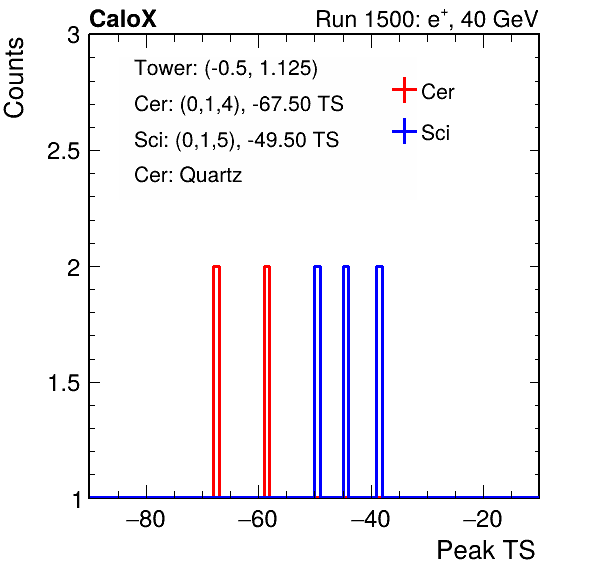 CaloX Run 1500: e⁺, 40 GeV
Counts
3
2.5
2
1.5
1
Tower: (-0.5, 1.125)
Cer: (0,1,4), -67.50 TS
Sci: (0,1,5), -49.50 TS
Cer: Quartz
Cer
Sci
−80 −60 −40 −20
Peak TS